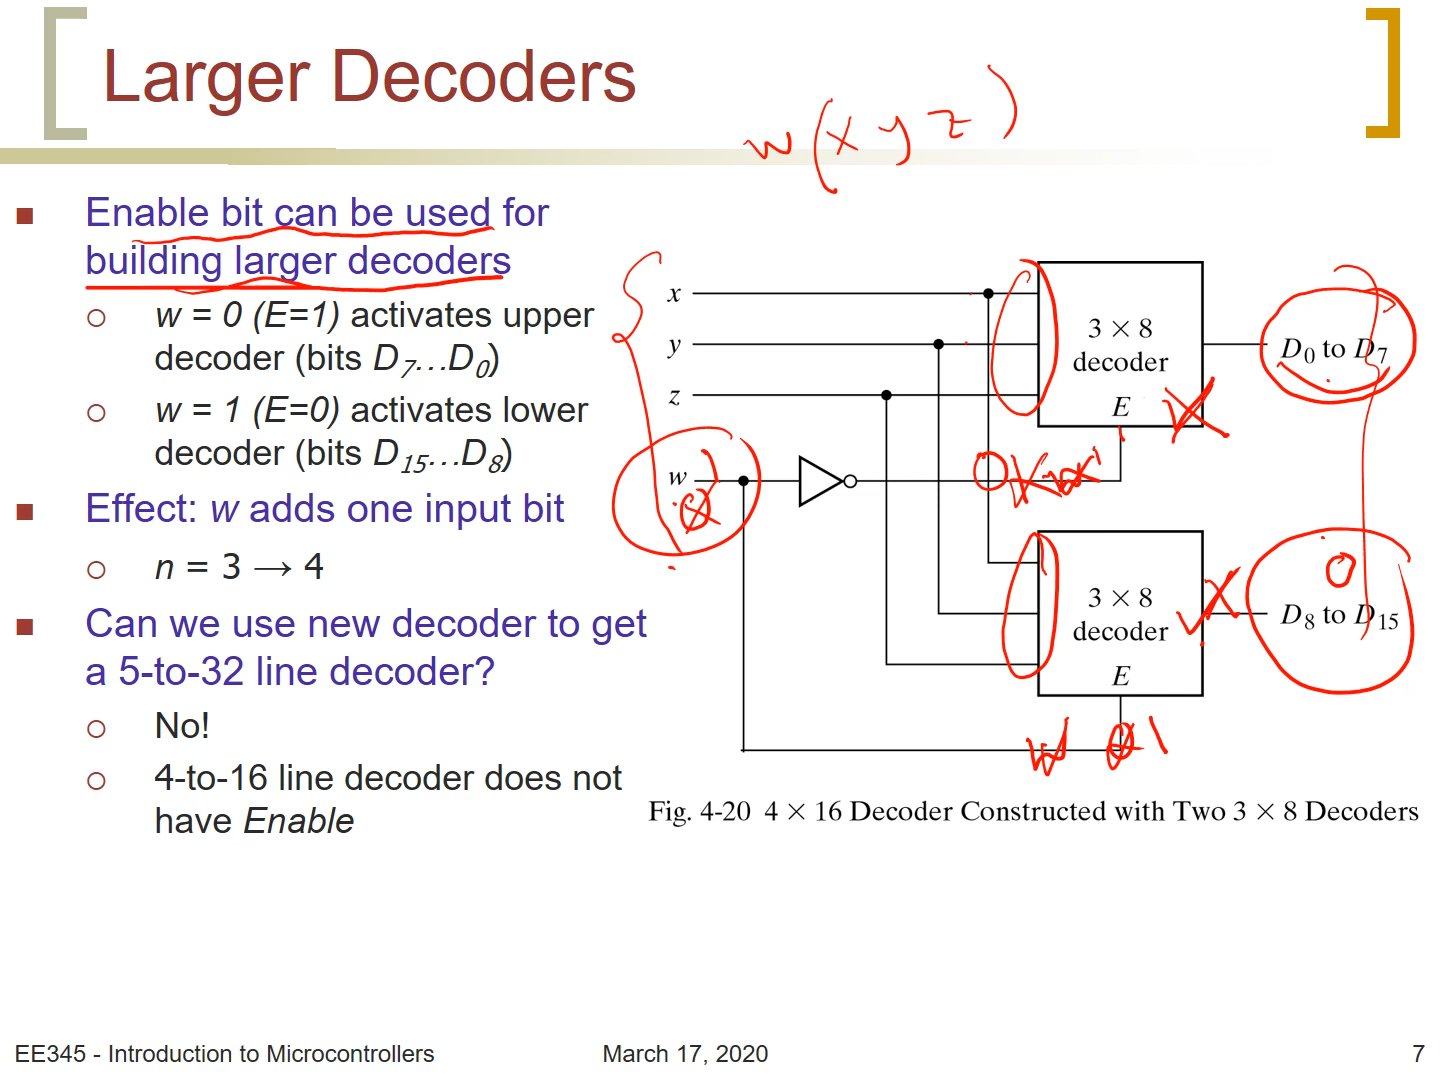 Larger Decoders
w (x y z)
Enable bit can be used for
building larger decoders
w = 0 (E=1) activates upper
decoder (bits D7...D0)
w = 1 (E=0) activates lower
decoder (bits D15...D8)
Effect: w adds one input bit
n = 3 → 4
Can we use new decoder to get
a 5-to-32 line decoder?
No!
4-to-16 line decoder does not
have Enable
x
y
z
w
3 × 8
decoder
E
D0 to D7
3 × 8
decoder
E
D8 to D15
0
w 0 1
Fig. 4-20 4 × 16 Decoder Constructed with Two 3 × 8 Decoders
EE345 - Introduction to Microcontrollers
March 17, 2020
7